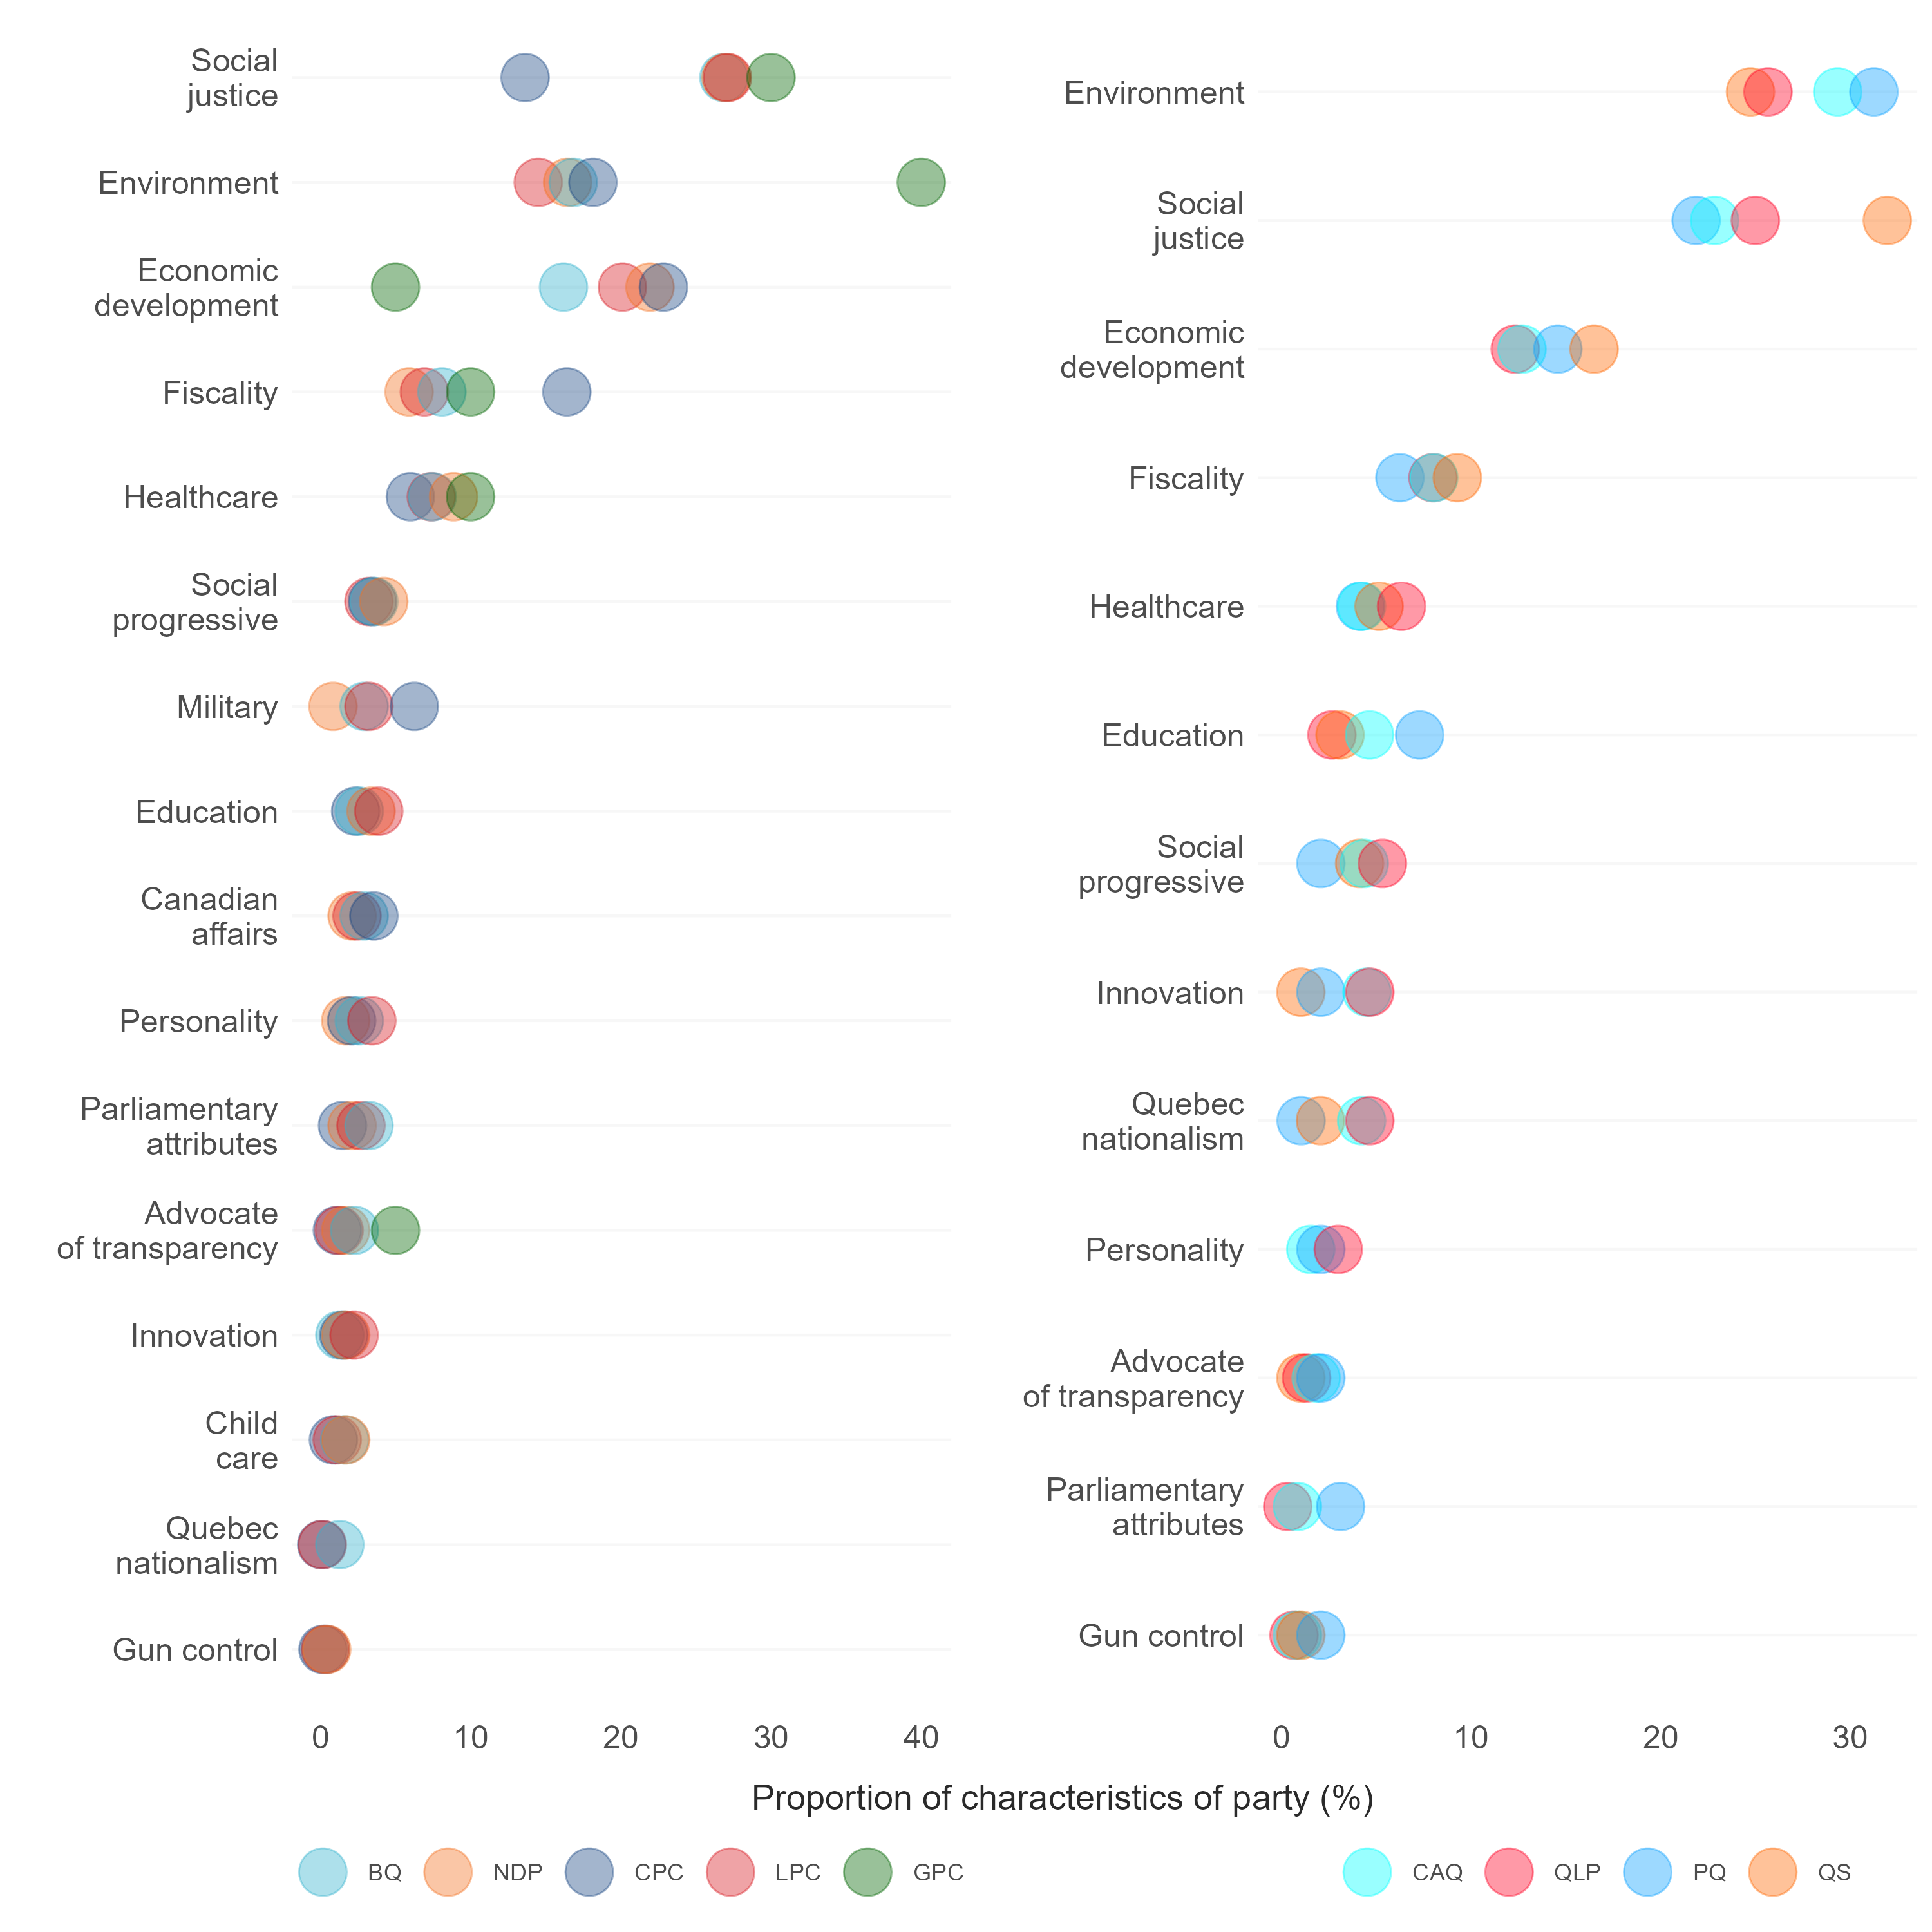 Social
justice
Environment
Economic
development
Fiscality
Healthcare
Social
progressive
Military
Education
Canadian
affairs
Personality
Parliamentary
attributes
Advocate
of transparency
Innovation
Child
care
Quebec
nationalism
Gun control
0 10 20 30 40
Environment
Social
justice
Economic
development
Fiscality
Healthcare
Education
Social
progressive
Innovation
Quebec
nationalism
Personality
Advocate
of transparency
Parliamentary
attributes
Gun control
0 10 20 30
Proportion of characteristics of party (%)
BQ NDP CPC LPC GPC
CAQ QLP PQ QS